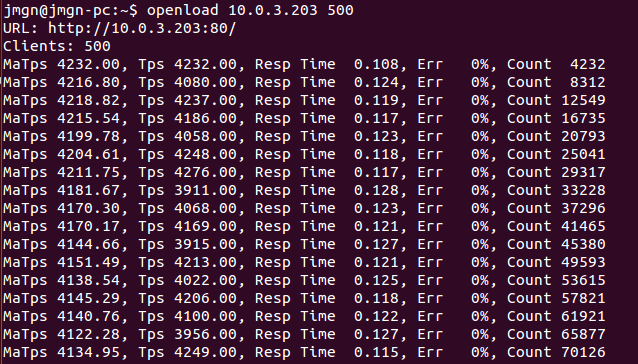 jmgn@jmgn-pc:~$ openload 10.0.3.203 500
URL: http://10.0.3.203:80/
Clients: 500
MaTps 4232.00, Tps 4232.00, Resp Time  0.108, Err   0%, Count  4232
MaTps 4216.80, Tps 4080.00, Resp Time  0.124, Err   0%, Count  8312
MaTps 4218.82, Tps 4237.00, Resp Time  0.119, Err   0%, Count 12549
MaTps 4215.54, Tps 4186.00, Resp Time  0.117, Err   0%, Count 16735
MaTps 4199.78, Tps 4058.00, Resp Time  0.123, Err   0%, Count 20793
MaTps 4204.61, Tps 4248.00, Resp Time  0.118, Err   0%, Count 25041
MaTps 4211.75, Tps 4276.00, Resp Time  0.117, Err   0%, Count 29317
MaTps 4181.67, Tps 3911.00, Resp Time  0.128, Err   0%, Count 33228
MaTps 4170.30, Tps 4068.00, Resp Time  0.123, Err   0%, Count 37296
MaTps 4170.17, Tps 4169.00, Resp Time  0.121, Err   0%, Count 41465
MaTps 4144.66, Tps 3915.00, Resp Time  0.127, Err   0%, Count 45380
MaTps 4151.49, Tps 4213.00, Resp Time  0.121, Err   0%, Count 49593
MaTps 4138.54, Tps 4022.00, Resp Time  0.125, Err   0%, Count 53615
MaTps 4145.29, Tps 4206.00, Resp Time  0.118, Err   0%, Count 57821
MaTps 4140.76, Tps 4100.00, Resp Time  0.122, Err   0%, Count 61921
MaTps 4122.28, Tps 3956.00, Resp Time  0.127, Err   0%, Count 65877
MaTps 4134.95, Tps 4249.00, Resp Time  0.115, Err   0%, Count 70126